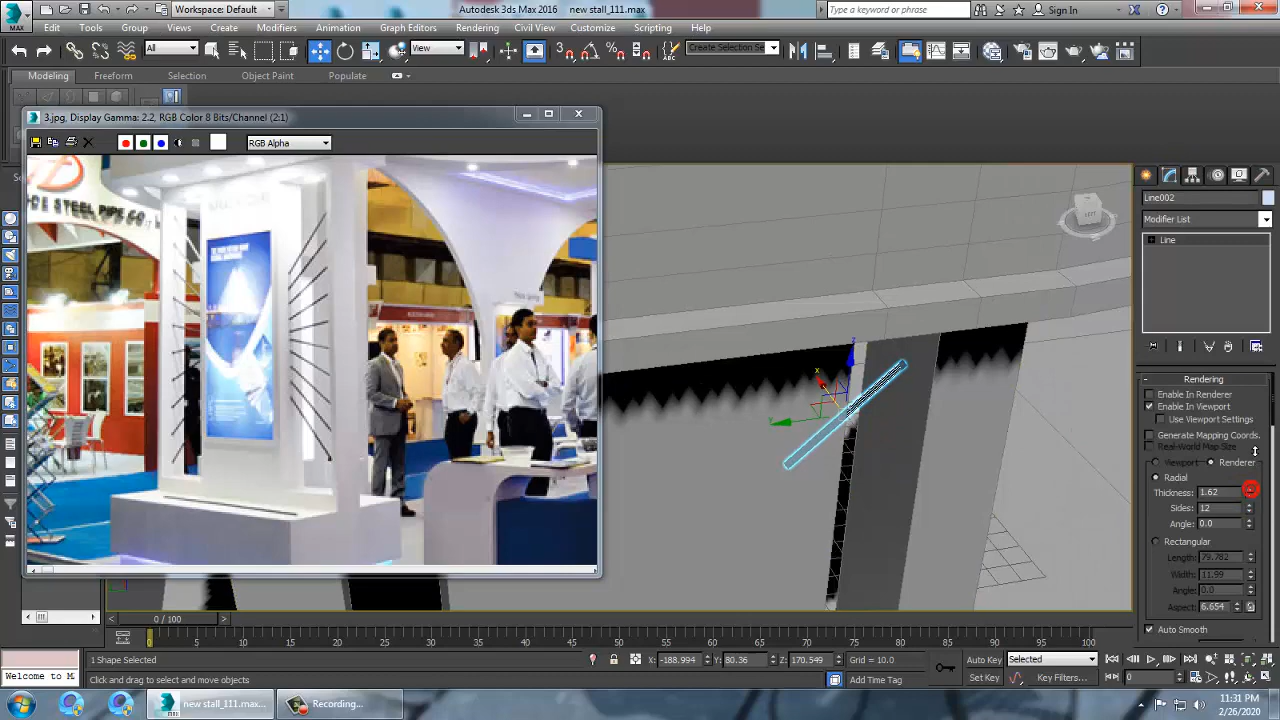 MAX
Workspace: Default
Autodesk 3ds Max 2016 new stall_111.max
Type a keyword or phrase
Sign In
Edit Tools Group Views Create Modifiers Animation Graph Editors Rendering Civil View Customize Scripting Help
All
View
Create Selection Se
Modeling Freeform Selection Object Paint Populate
3.jpg, Display Gamma: 2.2, RGB Color 8 Bits/Channel (2:1)
RGB Alpha
STEEL PIPE CO.
Line002
Modifier List
Line
Rendering
Enable In Renderer
Enable In Viewport
Use Viewport Settings
Generate Mapping Coords.
Real-World Map Size
Viewport Renderer
Radial
Thickness: 1.62
Sides: 12
Angle: 0.0
Rectangular
Length: 79.782
Width: 11.99
Angle: 0.0
Aspect: 6.654
Auto Smooth
LEFT
x
y
z
0 / 100
0 5 10 15 20 25 30 35 40 45 50 55 60 65 70 75 80 85 90 95 100
1 Shape Selected
X: -188.994 Y: 80.36 Z: 170.549 Grid = 10.0
Auto Key Selected
Welcome to M
Click and drag to select and move objects
Add Time Tag
Set Key Key Filters...
0
new stall_111.max...
Recording...
11:31 PM
2/26/2020